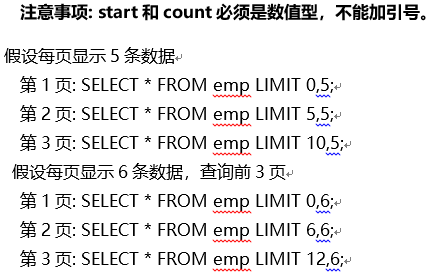 注意事项: start 和 count 必须是数值型，不能加引号。
假设每页显示 5 条数据
第 1 页: SELECT * FROM emp LIMIT 0,5;
第 2 页: SELECT * FROM emp LIMIT 5,5;
第 3 页: SELECT * FROM emp LIMIT 10,5;
假设每页显示 6 条数据，查询前 3 页
第 1 页: SELECT * FROM emp LIMIT 0,6;
第 2 页: SELECT * FROM emp LIMIT 6,6;
第 3 页: SELECT * FROM emp LIMIT 12,6;